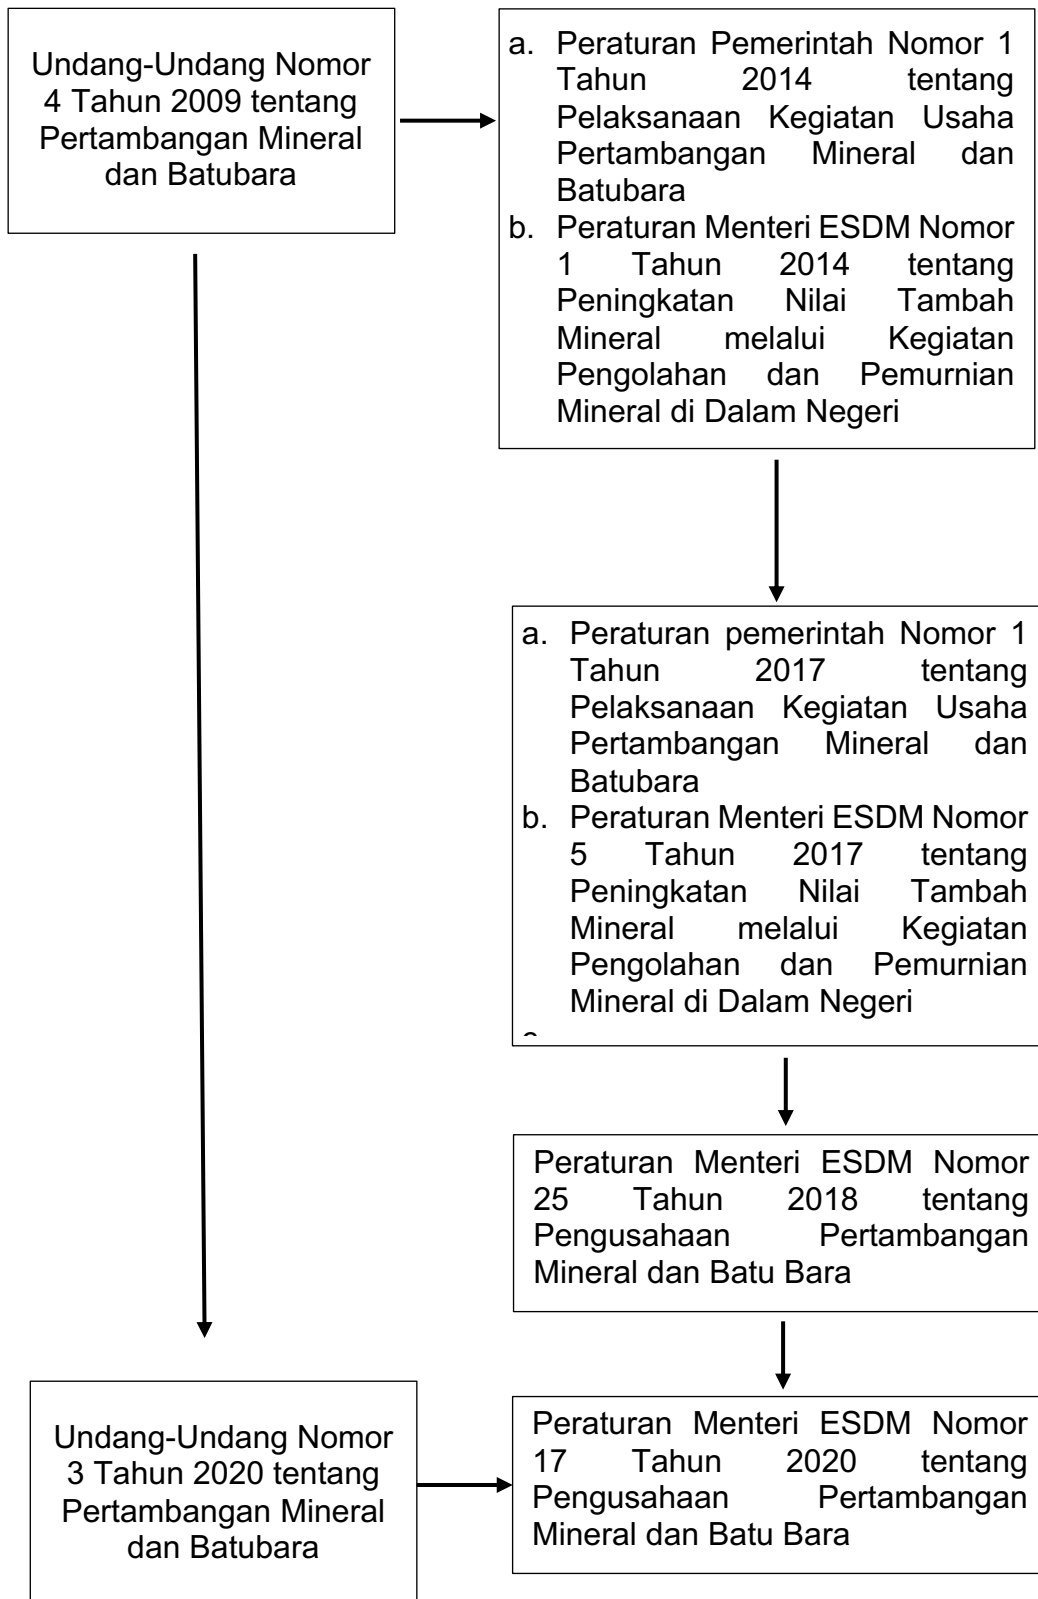 Undang-Undang Nomor
4 Tahun 2009 tentang
Pertambangan Mineral
dan Batubara
a. Peraturan Pemerintah Nomor 1
Tahun 2014 tentang
Pelaksanaan Kegiatan Usaha
Pertambangan Mineral dan
Batubara
b. Peraturan Menteri ESDM Nomor
1 Tahun 2014 tentang
Peningkatan Nilai Tambah
Mineral melalui Kegiatan
Pengolahan dan Pemurnian
Mineral di Dalam Negeri
a. Peraturan pemerintah Nomor 1
Tahun 2017 tentang
Pelaksanaan Kegiatan Usaha
Pertambangan Mineral dan
Batubara
b. Peraturan Menteri ESDM Nomor
5 Tahun 2017 tentang
Peningkatan Nilai Tambah
Mineral melalui Kegiatan
Pengolahan dan Pemurnian
Mineral di Dalam Negeri
Peraturan Menteri ESDM Nomor
25 Tahun 2018 tentang
Pengusahaan Pertambangan
Mineral dan Batu Bara
Undang-Undang Nomor
3 Tahun 2020 tentang
Pertambangan Mineral
dan Batubara
Peraturan Menteri ESDM Nomor
17 Tahun 2020 tentang
Pengusahaan Pertambangan
Mineral dan Batu Bara